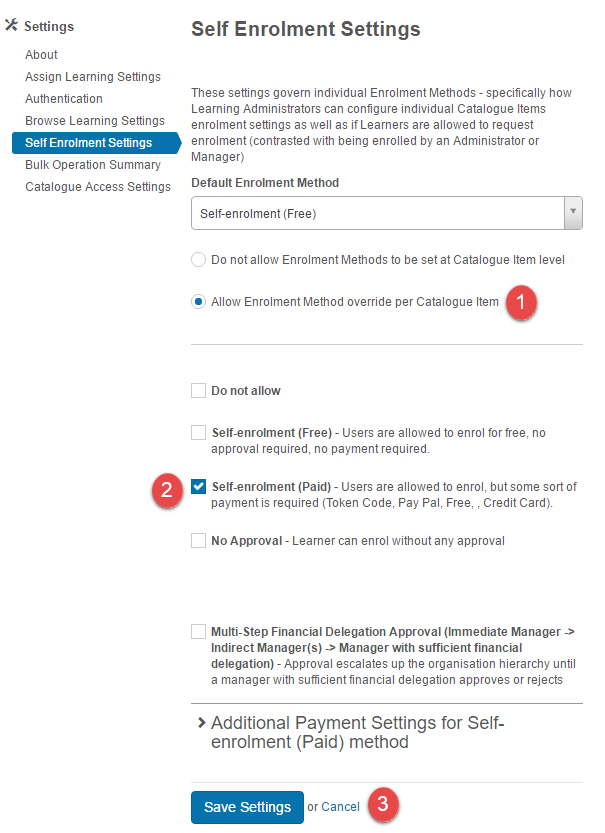 Settings
About
Assign Learning Settings
Authentication
Browse Learning Settings
Self Enrolment Settings
Bulk Operation Summary
Catalogue Access Settings
Self Enrolment Settings
These settings govern individual Enrolment Methods - specifically how
Learning Administrators can configure individual Catalogue Items
enrolment settings as well as if Learners are allowed to request
enrolment (contrasted with being enrolled by an Administrator or
Manager)
Default Enrolment Method
Self-enrolment (Free)
Do not allow Enrolment Methods to be set at Catalogue Item level
Allow Enrolment Method override per Catalogue Item 1
Do not allow
Self-enrolment (Free) - Users are allowed to enrol for free, no
approval required, no payment required.
2 Self-enrolment (Paid) - Users are allowed to enrol, but some sort of
payment is required (Token Code, Pay Pal, Free, , Credit Card).
No Approval - Learner can enrol without any approval
Multi-Step Financial Delegation Approval (Immediate Manager ->
Indirect Manager(s) -> Manager with sufficient financial
delegation) - Approval escalates up the organisation hierarchy until
a manager with sufficient financial delegation approves or rejects
Additional Payment Settings for Self-
enrolment (Paid) method
Save Settings or Cancel 3